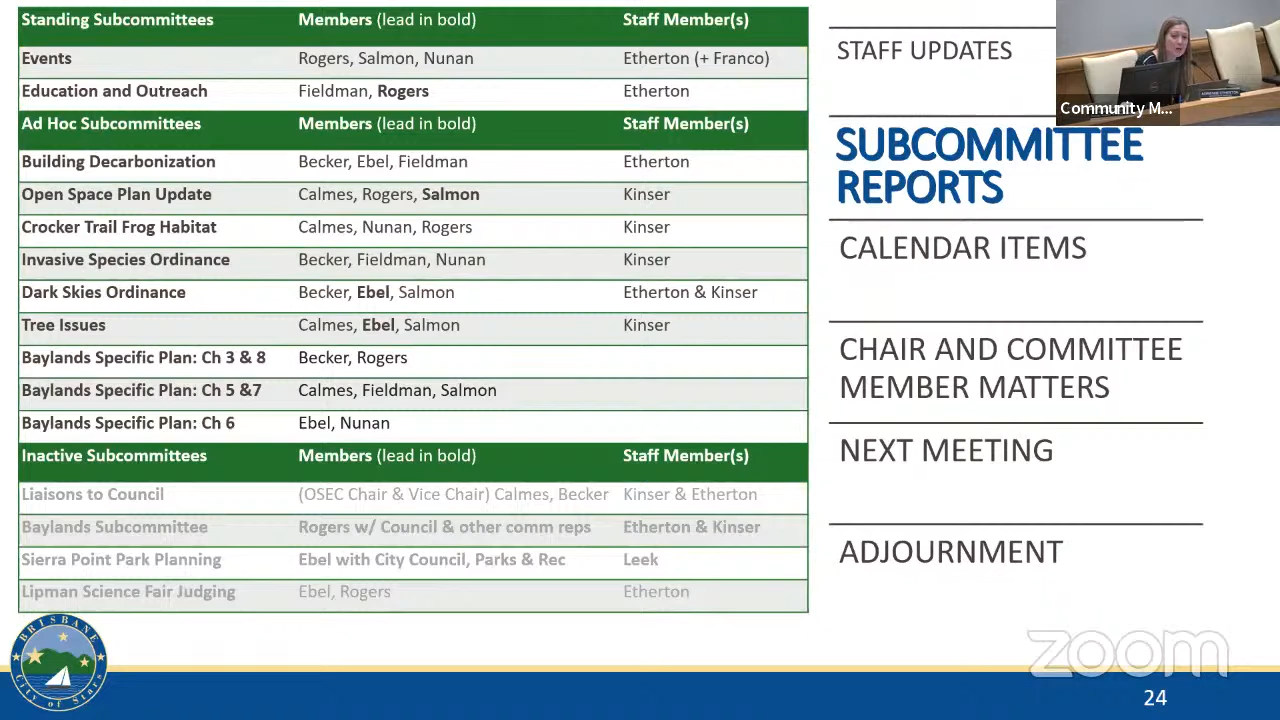 Standing Subcommittees Members (lead in bold) Staff Member(s)
Events Rogers, Salmon, Nunan Etherton (+ Franco)
Education and Outreach Fieldman, Rogers Etherton
Ad Hoc Subcommittees Members (lead in bold) Staff Member(s)
Building Decarbonization Becker, Ebel, Fieldman Etherton
Open Space Plan Update Calmes, Rogers, Salmon Kinser
Crocker Trail Frog Habitat Calmes, Nunan, Rogers Kinser
Invasive Species Ordinance Becker, Fieldman, Nunan Kinser
Dark Skies Ordinance Becker, Ebel, Salmon Etherton & Kinser
Tree Issues Calmes, Ebel, Salmon Kinser
Baylands Specific Plan: Ch 3 & 8 Becker, Rogers
Baylands Specific Plan: Ch 5 &7 Calmes, Fieldman, Salmon
Baylands Specific Plan: Ch 6 Ebel, Nunan
Inactive Subcommittees Members (lead in bold) Staff Member(s)
Liaisons to Council (OSEC Chair & Vice Chair) Calmes, Becker Kinser & Etherton
Baylands Subcommittee Rogers w/ Council & other comm reps Etherton & Kinser
Sierra Point Park Planning Ebel with City Council, Parks & Rec Leek
Lipman Science Fair Judging Ebel, Rogers Etherton
STAFF UPDATES
Community M...
SUBCOMMITTEE
REPORTS
CALENDAR ITEMS
CHAIR AND COMMITTEE
MEMBER MATTERS
NEXT MEETING
ADJOURNMENT
BRISBANE
City of Stars
zoom
24